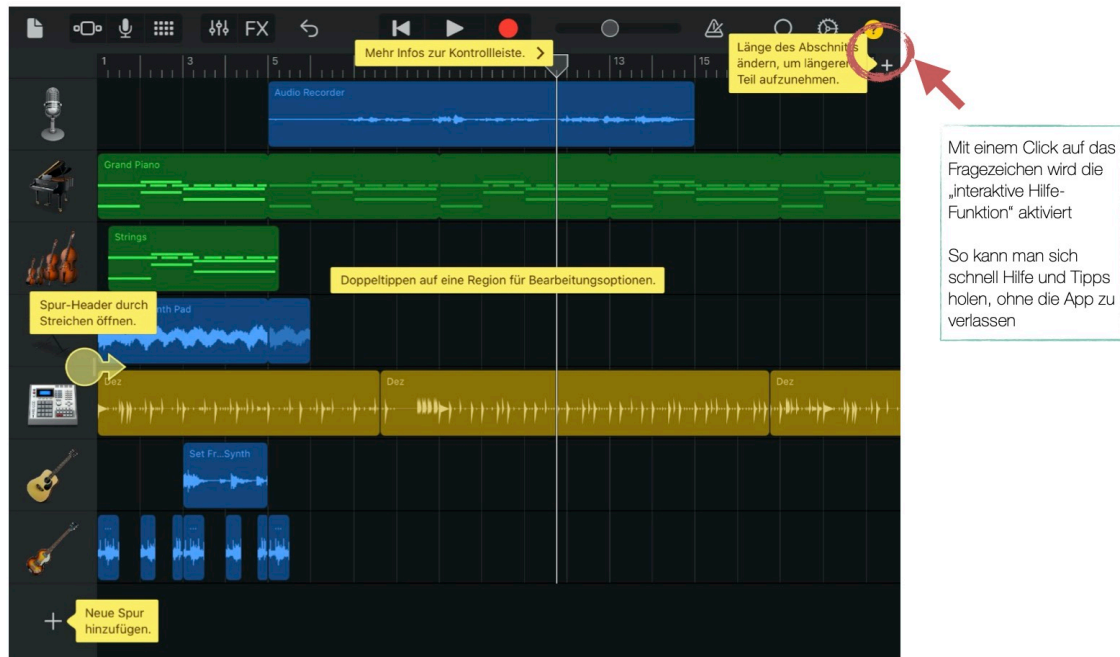 FX
Mehr Infos zur Kontrollleiste.
Länge des Abschnitts
ändern, um längeren
Teil aufzunehmen.
?
1 3 5 13 15
Audio Recorder
Grand Piano
Strings
Doppeltippen auf eine Region für Bearbeitungsoptionen.
Spur-Header durch
Streichen öffnen.
nth Pad
Dez
Dez
Dez
Set Fr...Synth
Neue Spur
hinzufügen.
Mit einem Click auf das
Fragezeichen wird die
„interaktive Hilfe-
Funktion“ aktiviert
So kann man sich
schnell Hilfe und Tipps
holen, ohne die App zu
verlassen